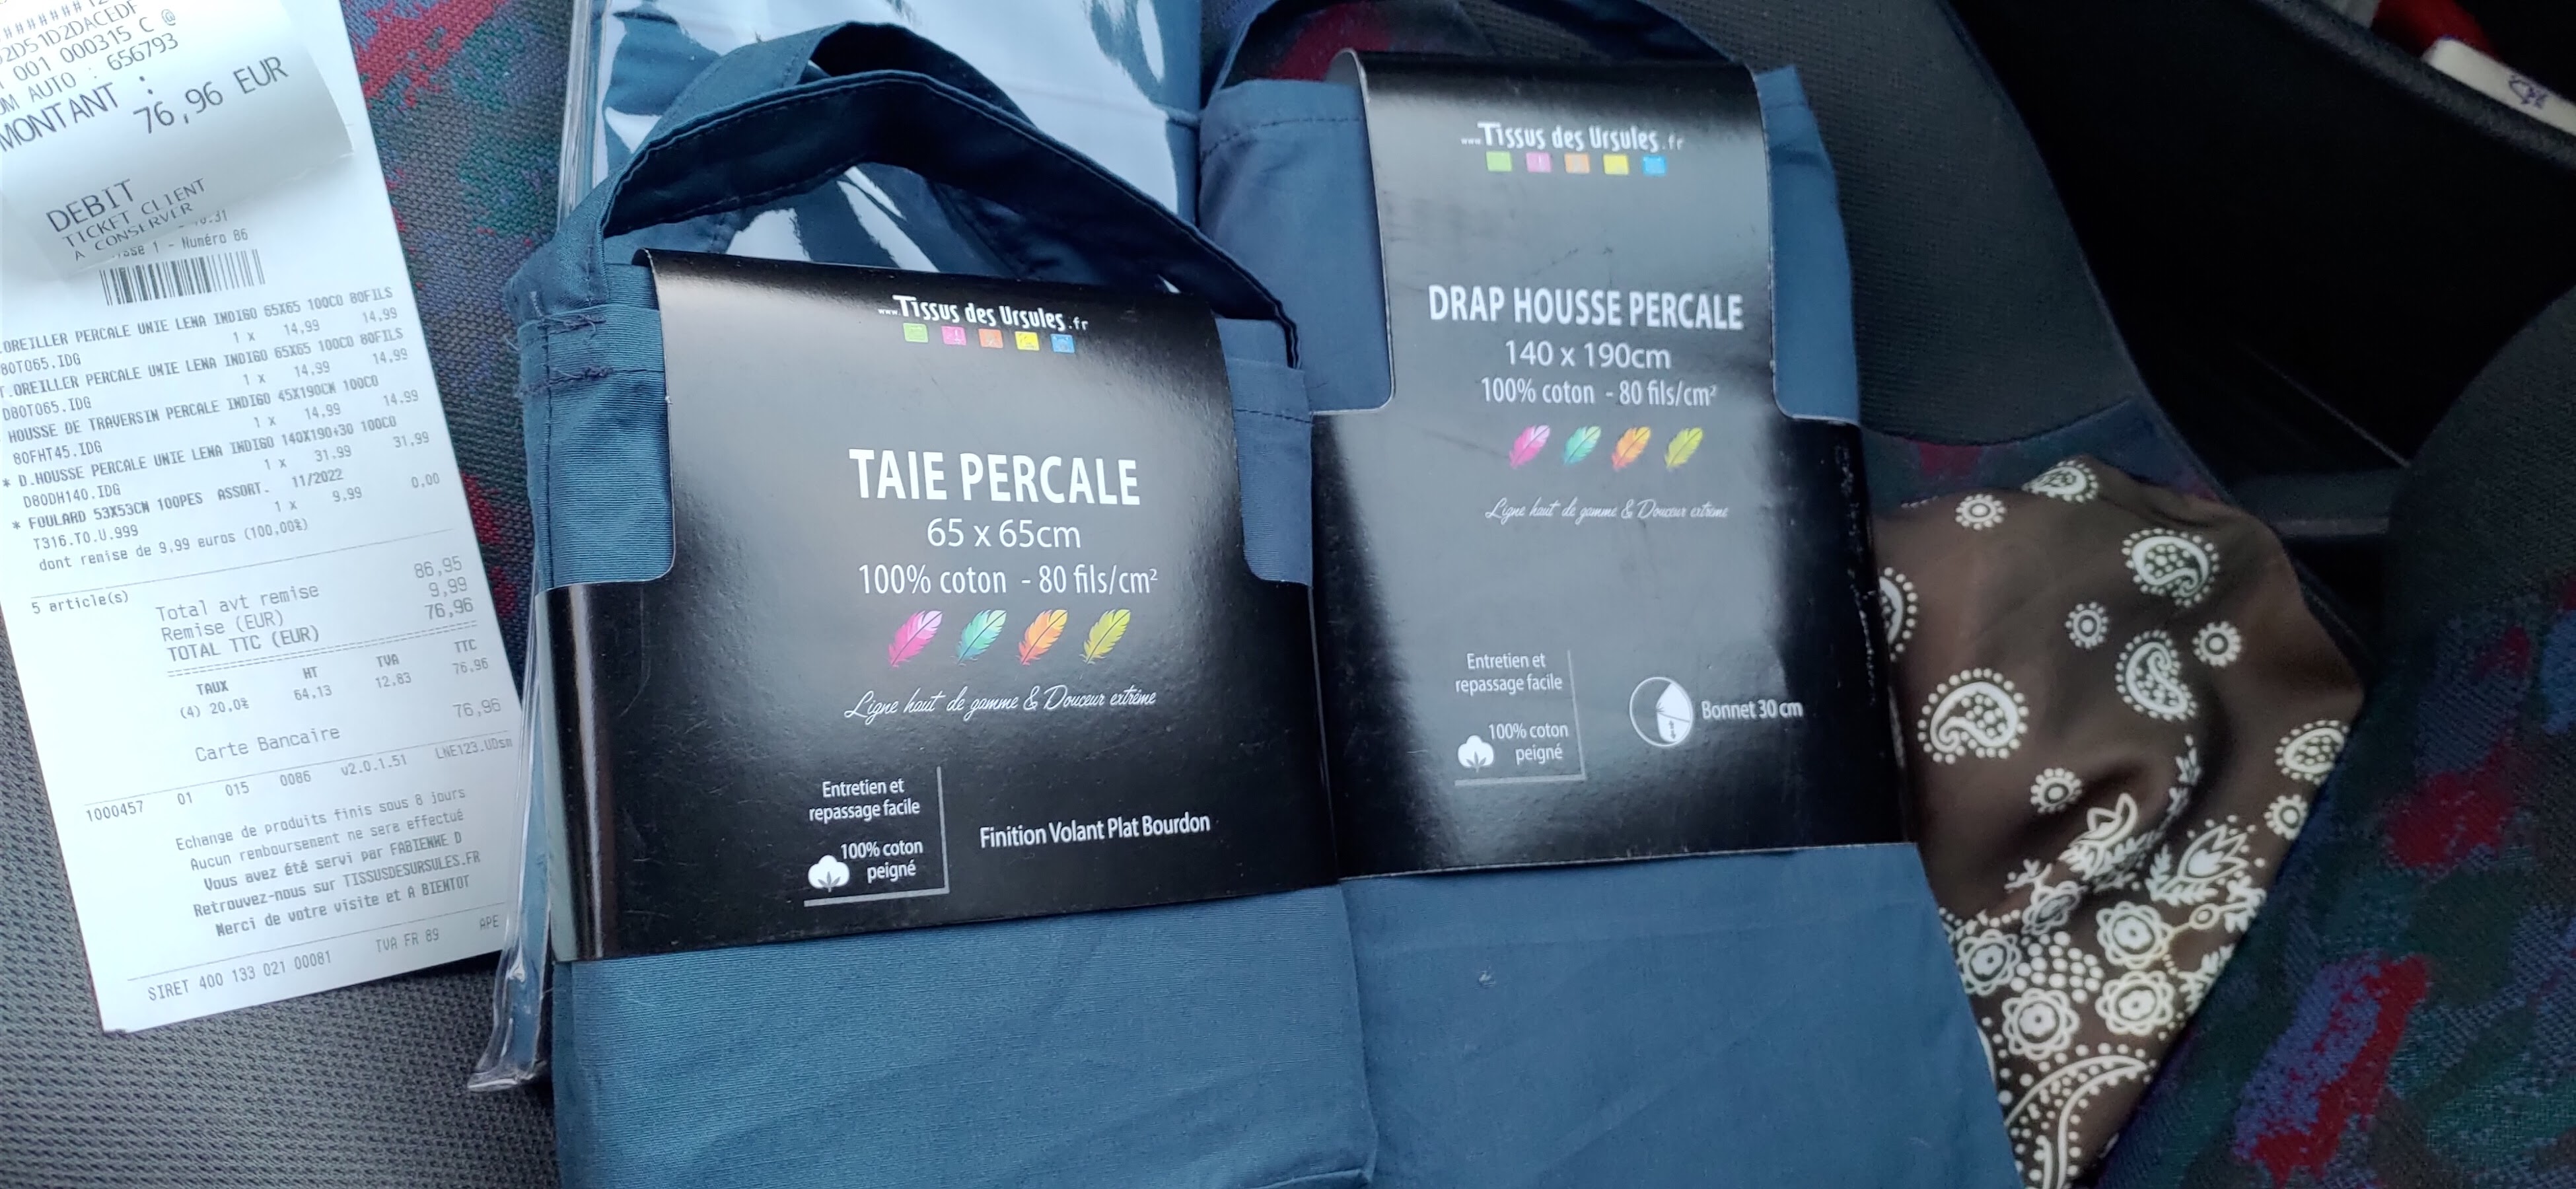 2DS1D2DACEDF
001 000315 C @
AUTO : 656793
MONTANT :
76,96 EUR
DEBIT
TICKET CLIENT
A CONSERVER
1 - Numéro 86
OREILLER PERCALE UNIE LENA INDIGO 65X65 100CO 80FILS
80TO65.IDG 1 x 14,99 14,99
T.OREILLER PERCALE UNIE LENA INDIGO 65X65 100CO 80FILS
D80TO65.IDG 1 x 14,99 14,99
HOUSSE DE TRAVERSIN PERCALE INDIGO 45X190CM 100CO
80FHT45.IDG 1 x 14,99 14.99
* D.HOUSSE PERCALE UNIE LENA INDIGO 140X190+30 100CO
D80DH140.IDG 1 x 31.99 31,99
* FOULARD 53X53CM 100PES ASSORT. 11/2022
T316.TO.U.999 1 x 9.99 0,00
dont remise de 9,99 euros (100,00%)
5 article(s)
Total avt remise 86,95
Remise (EUR) 9,99
TOTAL TTC (EUR) 76,96
TAUX HT TVA TTC
(4) 20.0% 64,13 12,83 76.96
Carte Bancaire 76,96
1000457 01 015 0086 v2.0.1.51
Echange de produits finis sous 8 jours
Aucun remboursement ne sera effectué
Vous avez été servi par FABIENNE D
Retrouvez-nous sur TISSUSDESURSULES.FR
Merci de votre visite et A BIENTOT
SIRET 400 133 021 00081 TVA FR 89 APE
...Tissus des Ursules.fr
TAIE PERCALE
65 x 65cm
100% coton - 80 fils/cm²
Ligne haut de gamme & Douceur extrême
Entretien et
repassage facile
100% coton
peigné
Finition Volant Plat Bourdon
...Tissus des Ursules.fr
DRAP HOUSSE PERCALE
140 x 190cm
100% coton - 80 fils/cm²
Ligne haut de gamme & Douceur extrême
Entretien et
repassage facile
100% coton
peigné
Bonnet 30 cm